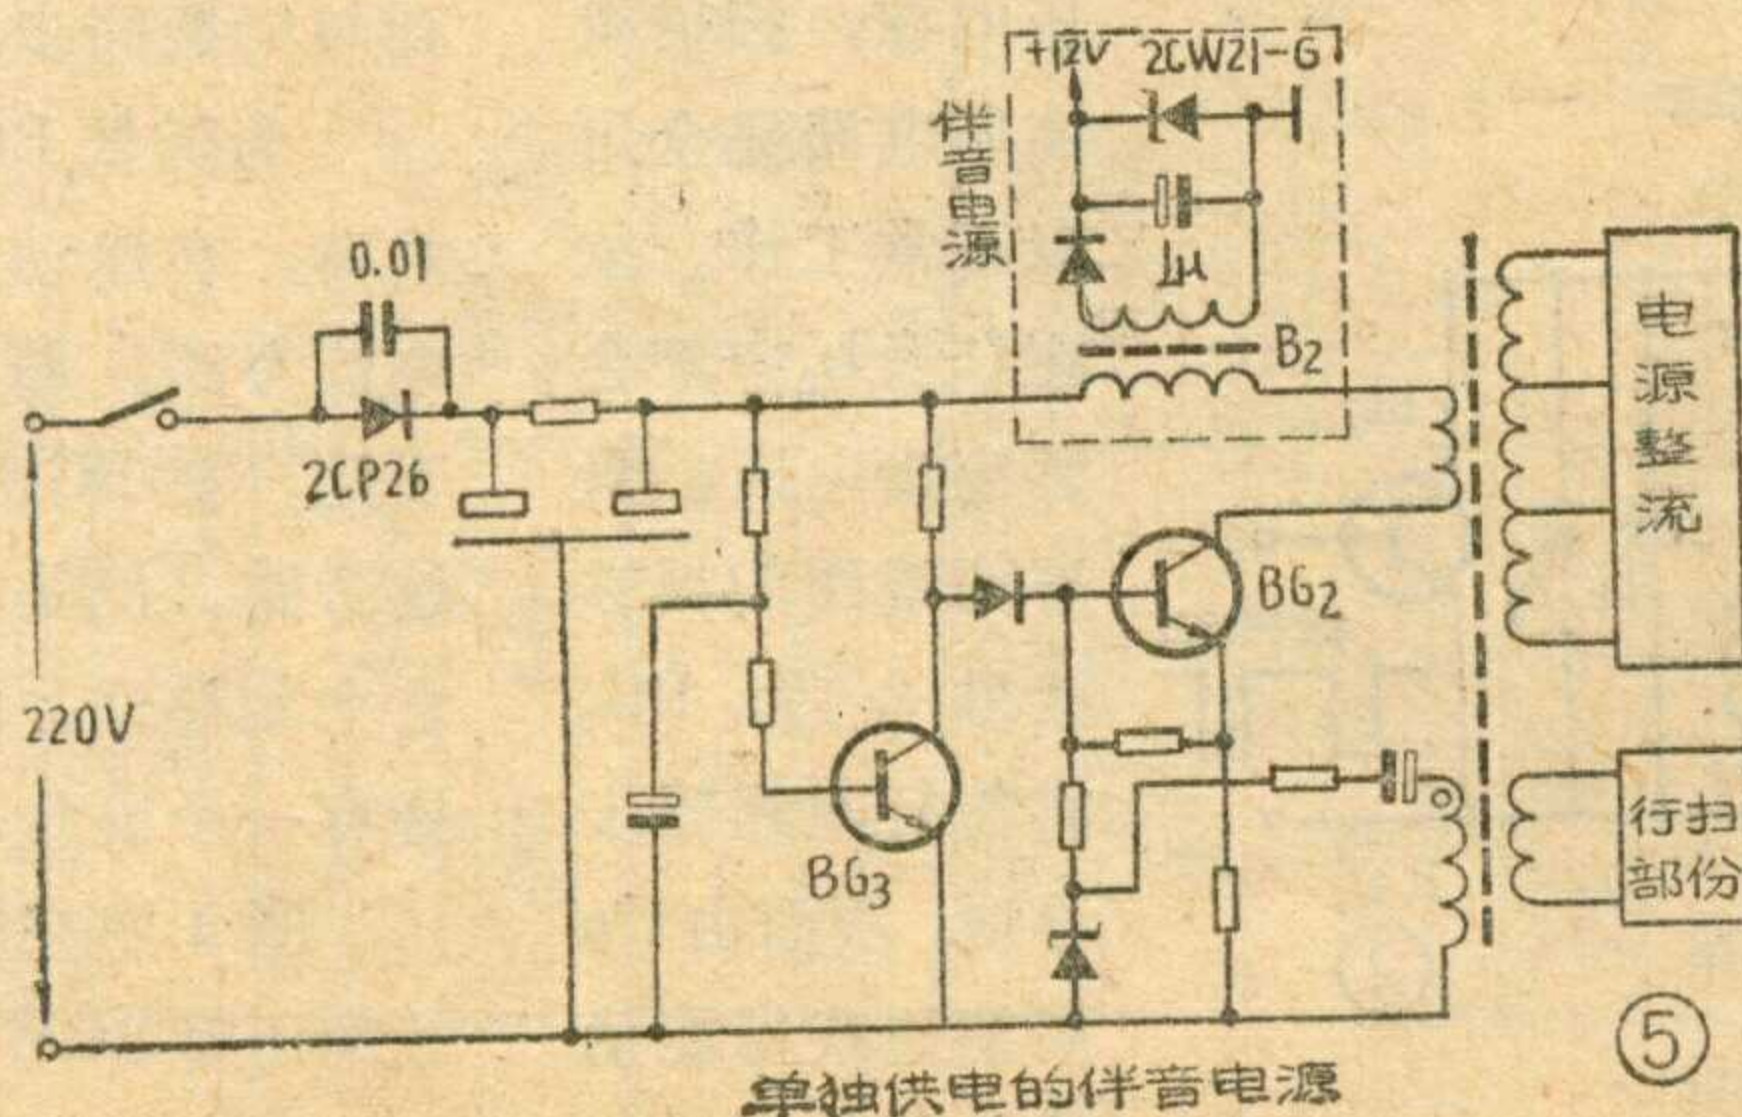 +12V 2CW21-G
伴音电源
1μ
B2
0.01
2CP26
220V
BG2
BG3
电源整流
行扫
部份
⑤
单独供电的伴音电源